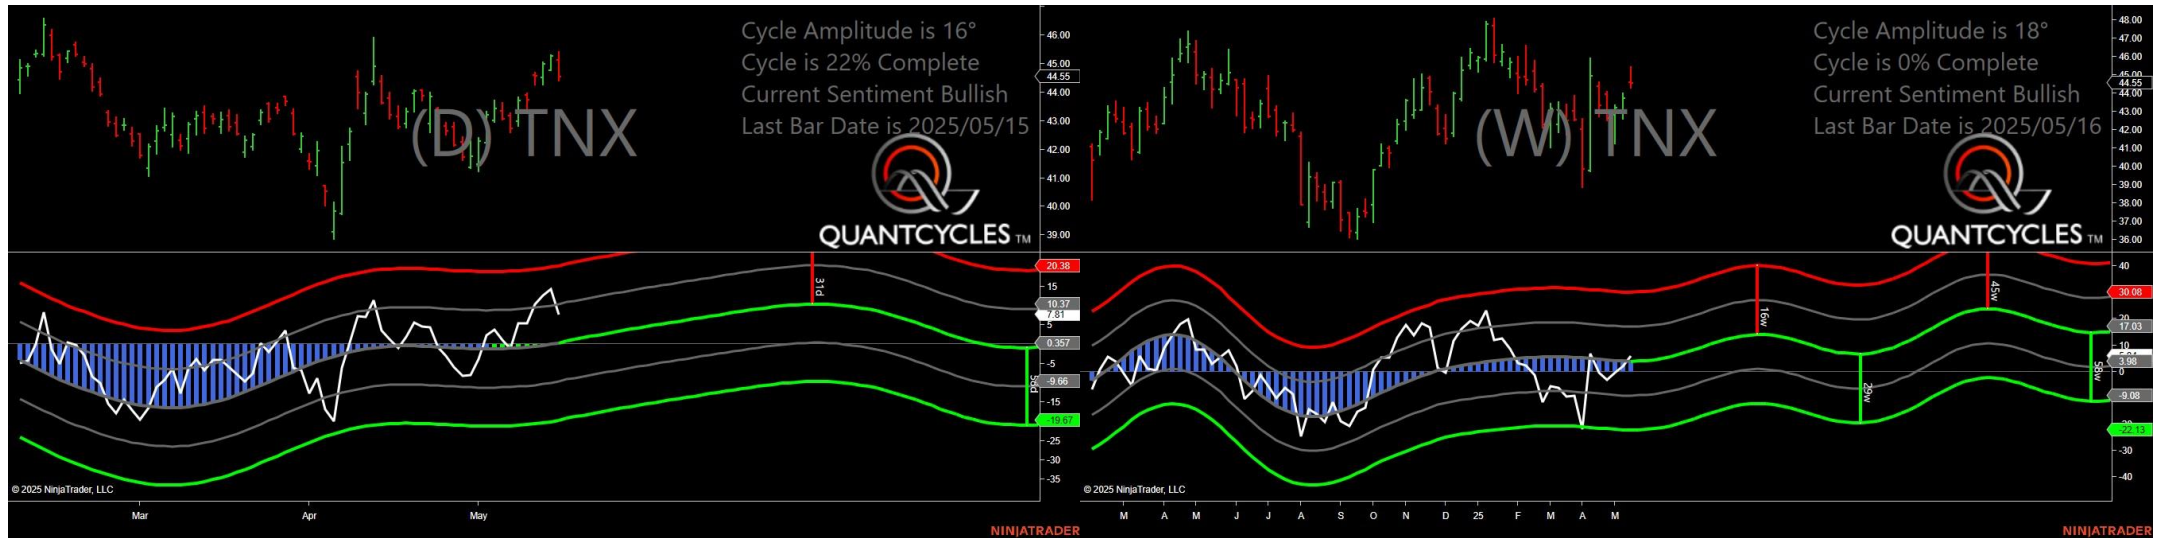 Cycle Amplitude is 16°
Cycle is 22% Complete
Current Sentiment Bullish
Last Bar Date is 2025/05/15
(D) TNX
QUANTCYCLES TM
46.00
45.00
44.55
44.00
43.00
42.00
41.00
40.00
39.00
20.38
15
10.37
7.81
5
0.357
-5
-9.66
-15
-19.67
-25
-30
-35
31d
© 2025 NinjaTrader, LLC
Mar
Apr
May
NINJATRADER
Cycle Amplitude is 18°
Cycle is 0% Complete
Current Sentiment Bullish
Last Bar Date is 2025/05/16
(W) TNX
QUANTCYCLES TM
48.00
47.00
46.00
45.00
44.55
44.00
43.00
42.00
41.00
40.00
39.00
38.00
37.00
36.00
40
30.08
20
17.03
10
3.98
0
-9.08
-22.13
-30
-40
16w
29w
45w
58w
© 2025 NinjaTrader, LLC
M A M J J A S O N D 25 F M A M
NINJATRADER